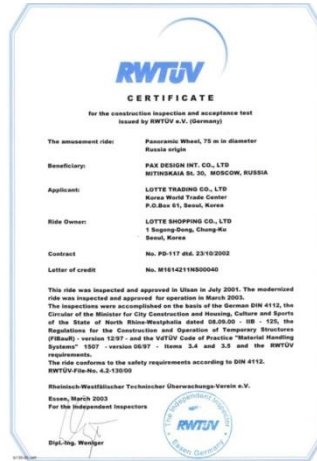 RWTÜV
CERTIFICATE
for the construction inspection and acceptance test
issued by RWTÜV e.V. (Germany)
The amusement ride: Panoramic Wheel, 75 m in diameter
Russia origin
Beneficiary: PAX DESIGN INT. CO., LTD
MITINSKAIA St. 30, MOSCOW, RUSSIA
Applicant: LOTTE TRADING CO., LTD
Korea World Trade Center
P.O.Box 61, Seoul, Korea
Ride Owner: LOTTE SHOPPING CO., LTD
1 Sogong-Dong, Chung-Ku
Seoul, Korea
Contract No. PD-117 dtd. 23/10/2002
Letter of credit No. M1614211NS00040
This ride was inspected and approved in Ulsan in July 2001. The modernized
ride was inspected and approved for operation in March 2003.
The inspections were accomplished on the basis of the German DIN 4112, the
Circular of the Minister for City Construction and Housing, Culture and Sports
of the State of North Rhine-Westphalia dated 08.09.00 - IIB - 125, the
Regulations for the Construction and Operation of Temporary Structures
(FlBauR) - version 12/97 - and the VdTÜV Code of Practice "Material Handling
Systems" 1507 - version 08/97 - Items 3.4 and 3.5 and the RWTÜV
requirements.
The ride conforms to the safety requirements according to DIN 4112.
RWTÜV-File-No. 4.2-130/00
Rheinisch-Westfälischer Technischer Überwachungs-Verein e.V.
Essen, March 2003
For the independent inspectors
Dipl.-Ing. Weniger
The Independent Inspector
RWTÜV
Essen Germany